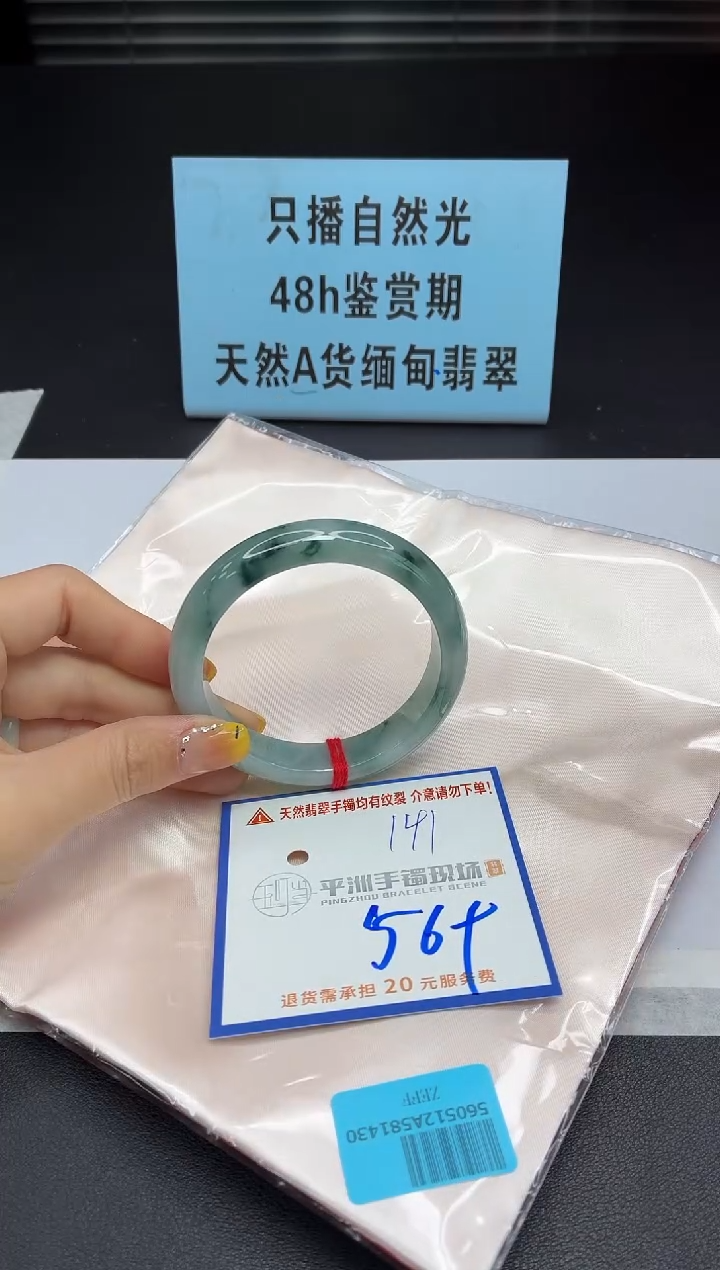 只播自然光
48h鉴赏期
天然A货缅甸翡翠
天然翡翠手镯均有纹裂 介意请勿下单!
141
平洲手镯现场
PINGZHOU BRACELET SCENE
退货需承担 20 元服务费
ZEFF
560512A581430